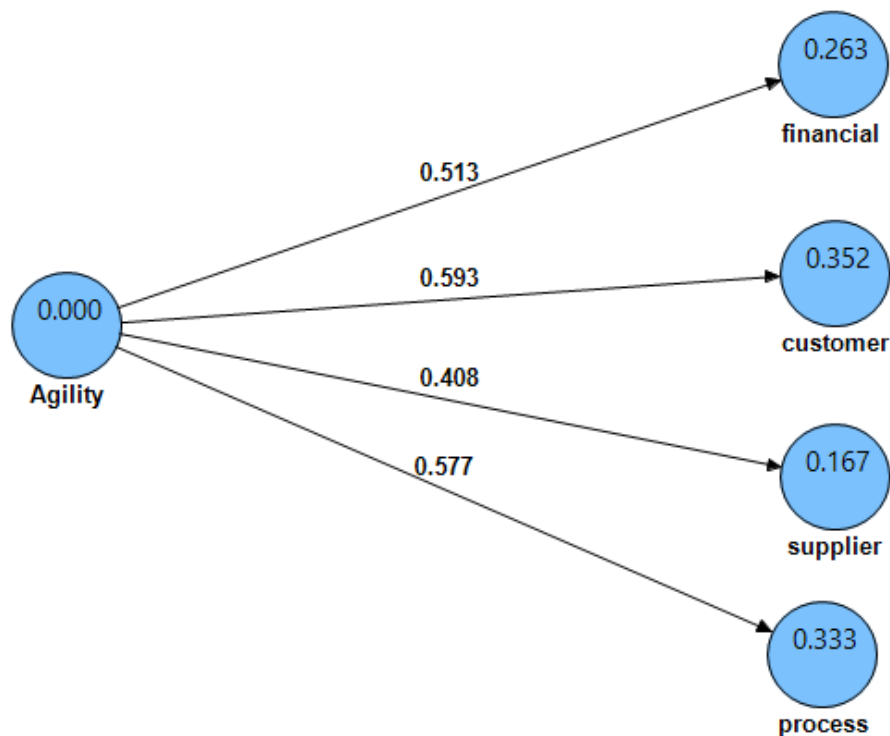 0.263
financial
0.513
0.593
0.352
customer
0.000
Agility
0.408
0.577
0.167
supplier
0.333
process